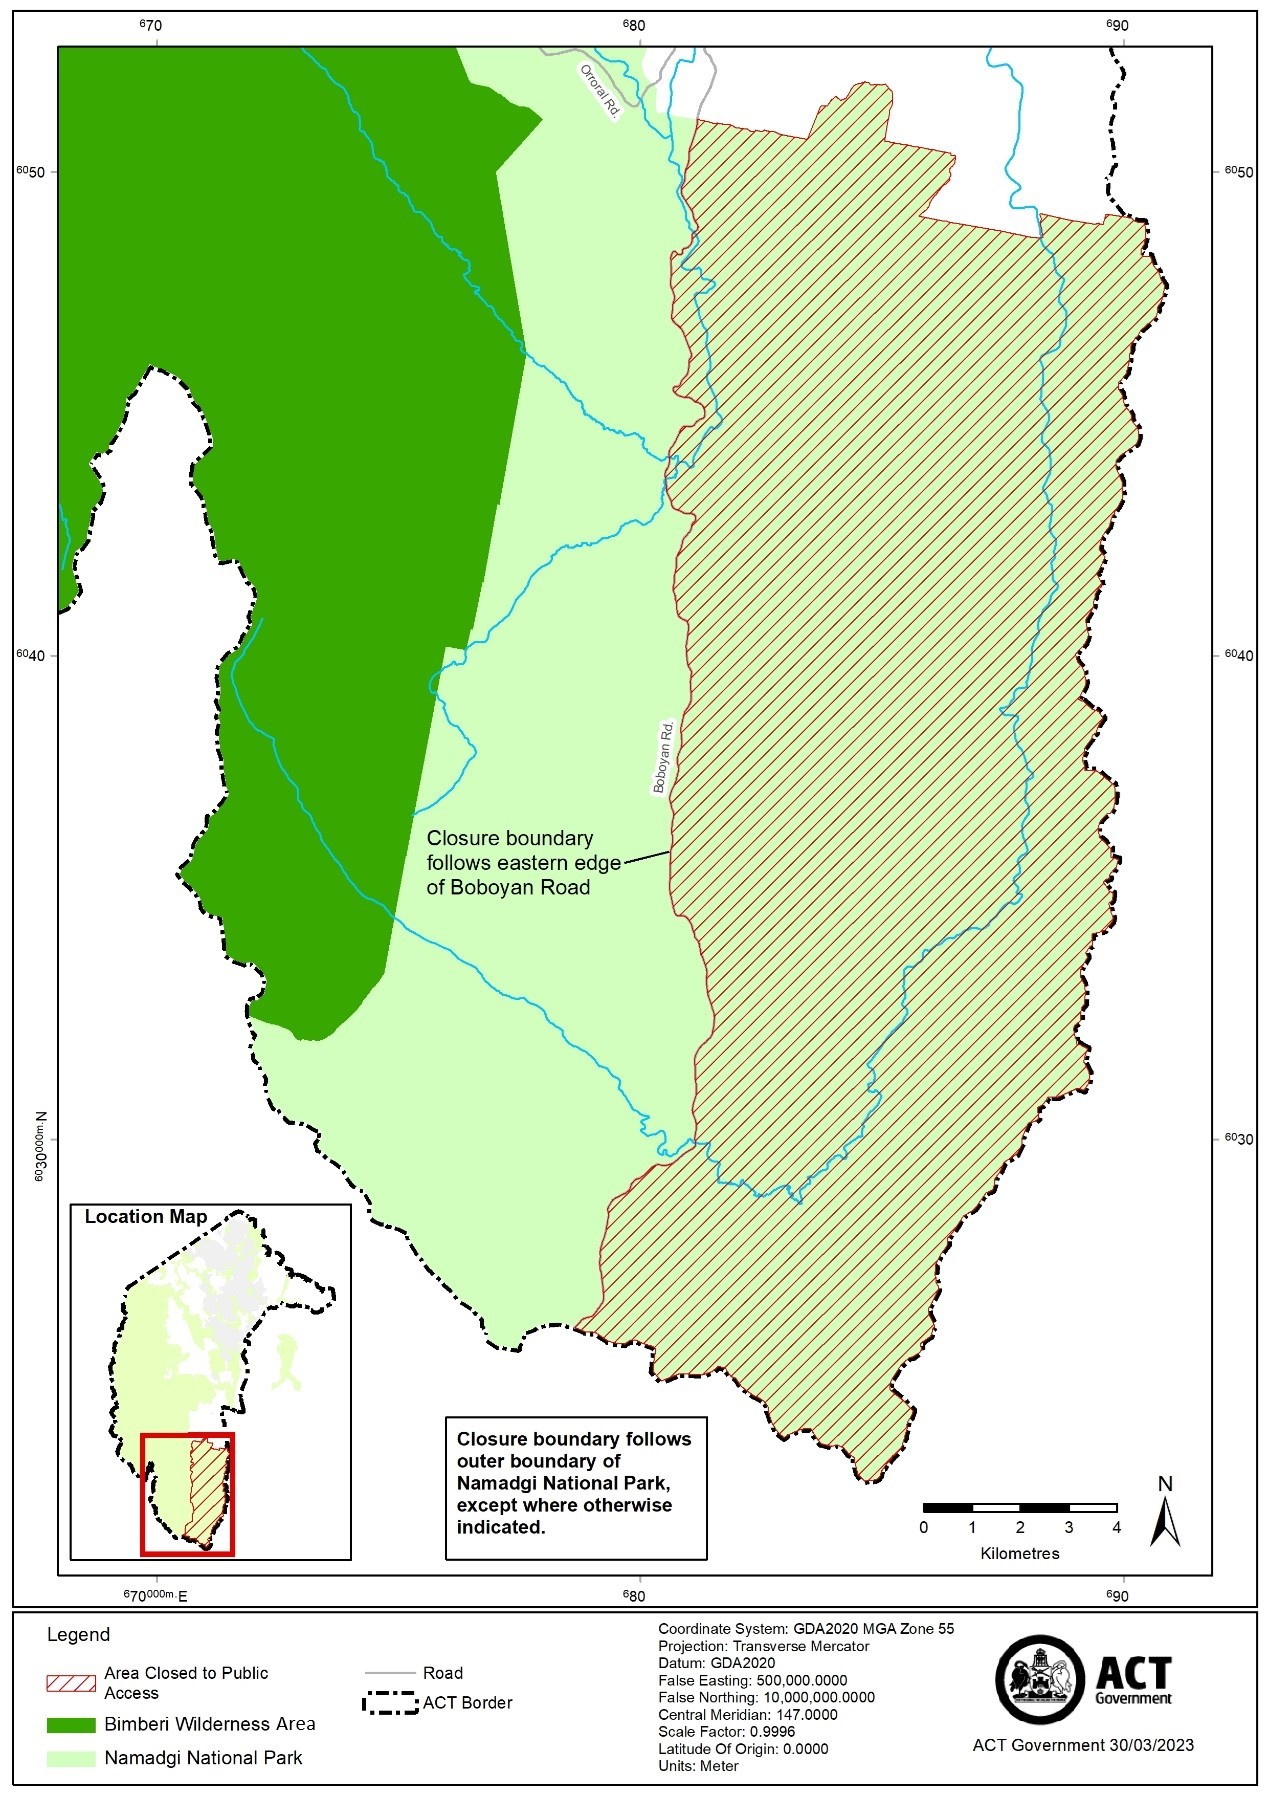 670
680
690
Orroral Rd.
6050
6050
6040
6040
Boboyan Rd.
Closure boundary
follows eastern edge
of Boboyan Road
6030000m.N
6030
Location Map
Closure boundary follows
outer boundary of
Namadgi National Park,
except where otherwise
indicated.
N
0 1 2 3 4
Kilometres
670000m.E
680
690
Legend
Area Closed to Public
Access
Bimberi Wilderness Area
Namadgi National Park
Road
ACT Border
Coordinate System: GDA2020 MGA Zone 55
Projection: Transverse Mercator
Datum: GDA2020
False Easting: 500,000.0000
False Northing: 10,000,000.0000
Central Meridian: 147.0000
Scale Factor: 0.9996
Latitude Of Origin: 0.0000
Units: Meter
ACT
Government
ACT Government 30/03/2023